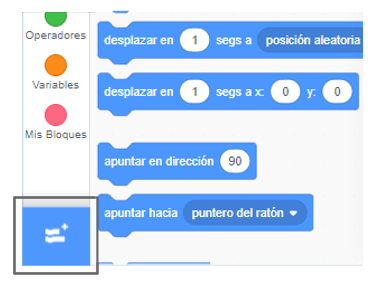 Operadores
Variables
Mis Bloques
desplazar en 1 segs a posición aleatoria
desplazar en 1 segs a x: 0 y: 0
apuntar en dirección 90
apuntar hacia puntero del ratón